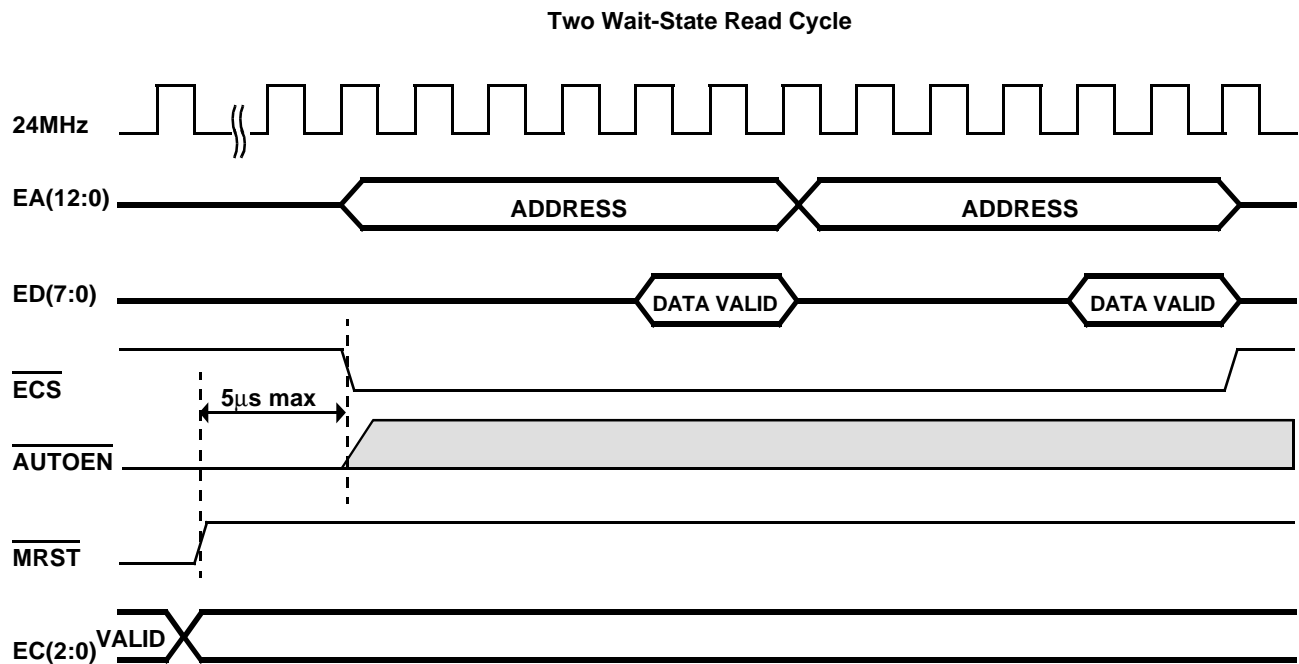 Two Wait-State Read Cycle
24MHz
EA(12:0)
ADDRESS ADDRESS
ED(7:0)
DATA VALID DATA VALID
ECS
5μs max
AUTOEN
MRST
VALID
EC(2:0)